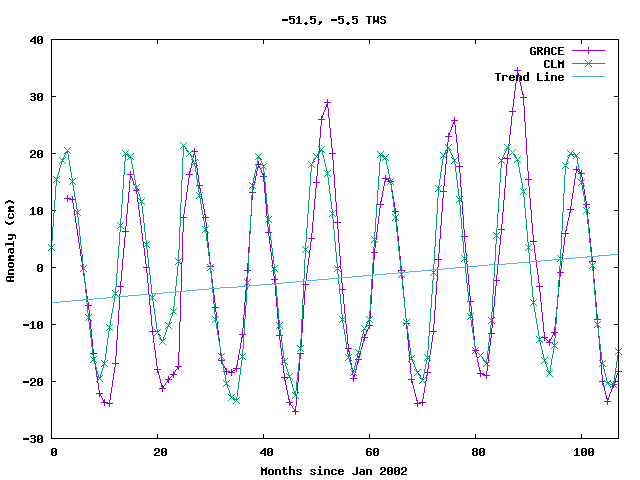 -51.5, -5.5 TWS
GRACE
CLM
Trend Line
40
30
20
10
0
-10
-20
-30
Anomaly (cm)
0 20 40 60 80 100
Months since Jan 2002